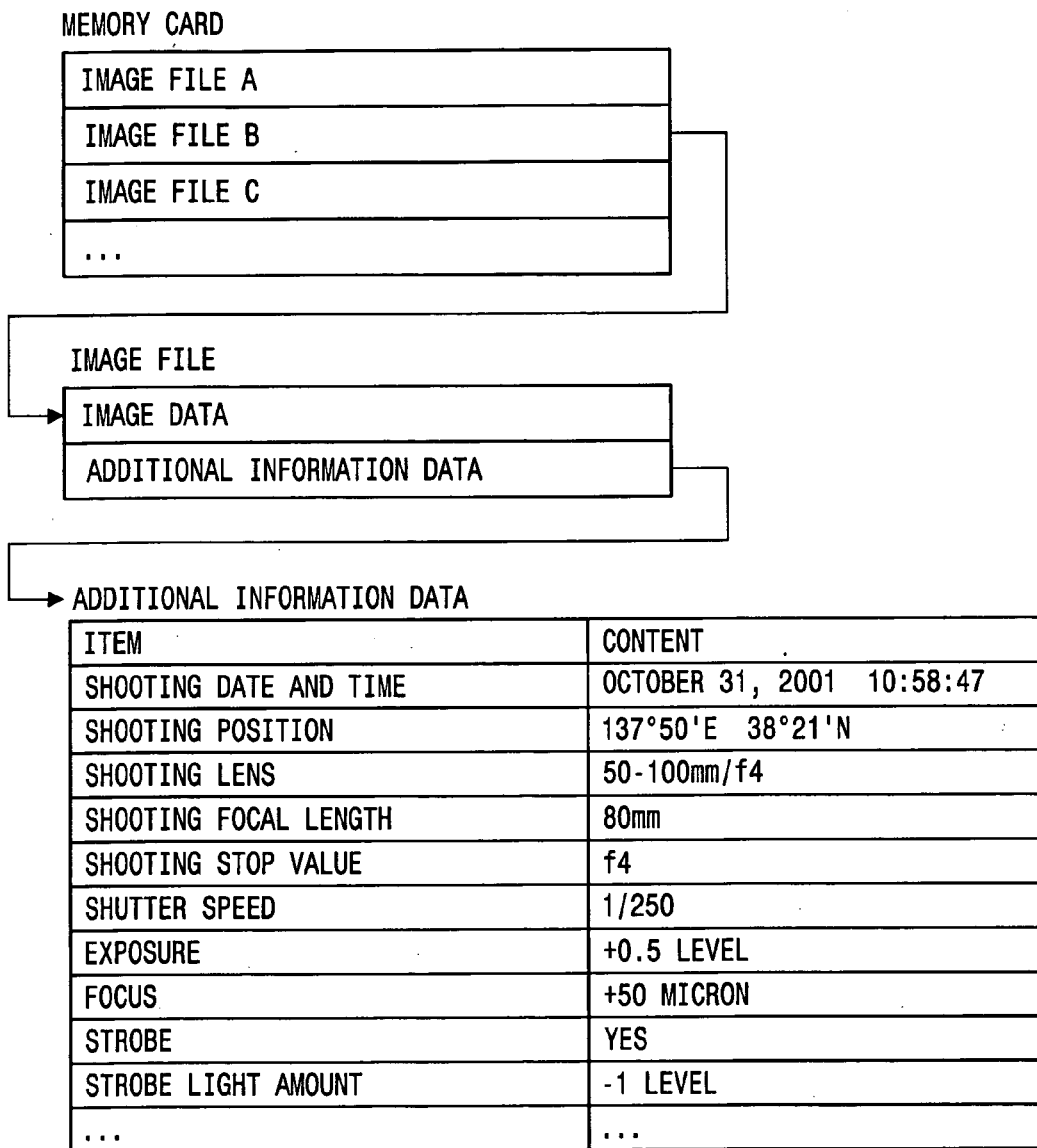 MEMORY CARD
IMAGE FILE A
IMAGE FILE B
IMAGE FILE C
...
IMAGE FILE
IMAGE DATA
ADDITIONAL INFORMATION DATA
ADDITIONAL INFORMATION DATA
ITEM CONTENT
SHOOTING DATE AND TIME OCTOBER 31, 2001 10:58:47
SHOOTING POSITION 137°50'E 38°21'N
SHOOTING LENS 50-100mm/f4
SHOOTING FOCAL LENGTH 80mm
SHOOTING STOP VALUE f4
SHUTTER SPEED 1/250
EXPOSURE +0.5 LEVEL
FOCUS +50 MICRON
STROBE YES
STROBE LIGHT AMOUNT -1 LEVEL
... ...